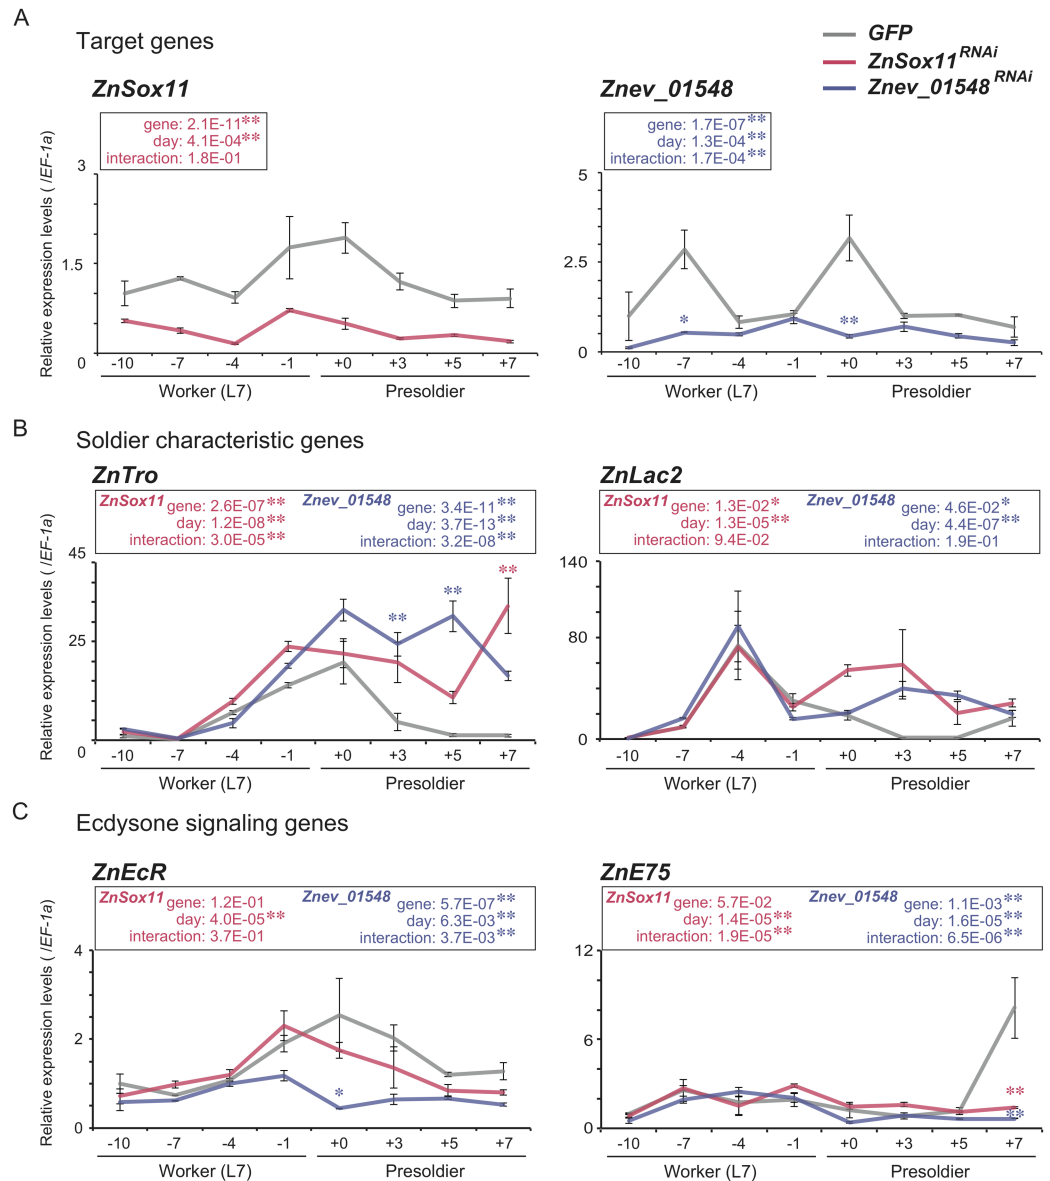 A
Target genes
GFP
ZnSox11 RNAi
Znev_01548 RNAi
ZnSox11
gene: 2.1E-11**
day: 4.1E-04**
interaction: 1.8E-01
Relative expression levels ( /EF-1a)
3
1.5
0
-10 -7 -4 -1 +0 +3 +5 +7
Worker (L7) Presoldier
Znev_01548
gene: 1.7E-07**
day: 1.3E-04**
interaction: 1.7E-04**
5
2.5
0
* **
-10 -7 -4 -1 +0 +3 +5 +7
Worker (L7) Presoldier
B
Soldier characteristic genes
ZnTro
ZnSox11 gene: 2.6E-07**
day: 1.2E-08**
interaction: 3.0E-05**
Znev_01548 gene: 3.4E-11**
day: 3.7E-13**
interaction: 3.2E-08**
Relative expression levels ( /EF-1a)
45
25
0
** ** **
-10 -7 -4 -1 +0 +3 +5 +7
Worker (L7) Presoldier
ZnLac2
ZnSox11 gene: 1.3E-02*
day: 1.3E-05**
interaction: 9.4E-02
Znev_01548 gene: 4.6E-02*
day: 4.4E-07**
interaction: 1.9E-01
140
80
0
-10 -7 -4 -1 +0 +3 +5 +7
Worker (L7) Presoldier
C
Ecdysone signaling genes
ZnEcR
ZnSox11 gene: 1.2E-01
day: 4.0E-05**
interaction: 3.7E-01
Znev_01548 gene: 5.7E-07**
day: 6.3E-03**
interaction: 3.7E-03**
Relative expression levels ( /EF-1a)
4
2
0
*
-10 -7 -4 -1 +0 +3 +5 +7
Worker (L7) Presoldier
ZnE75
ZnSox11 gene: 5.7E-02
day: 1.4E-05**
interaction: 1.9E-05**
Znev_01548 gene: 1.1E-03**
day: 1.6E-05**
interaction: 6.5E-06**
12
6
0
**
**
-10 -7 -4 -1 +0 +3 +5 +7
Worker (L7) Presoldier